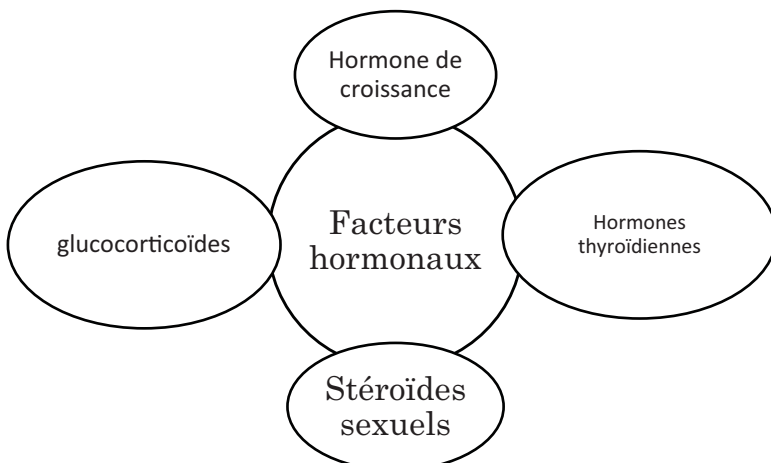 Hormone de
croissance
glucocorticoïdes
Facteurs
hormonaux
Hormones
thyroïdiennes
Stéroïdes
sexuels